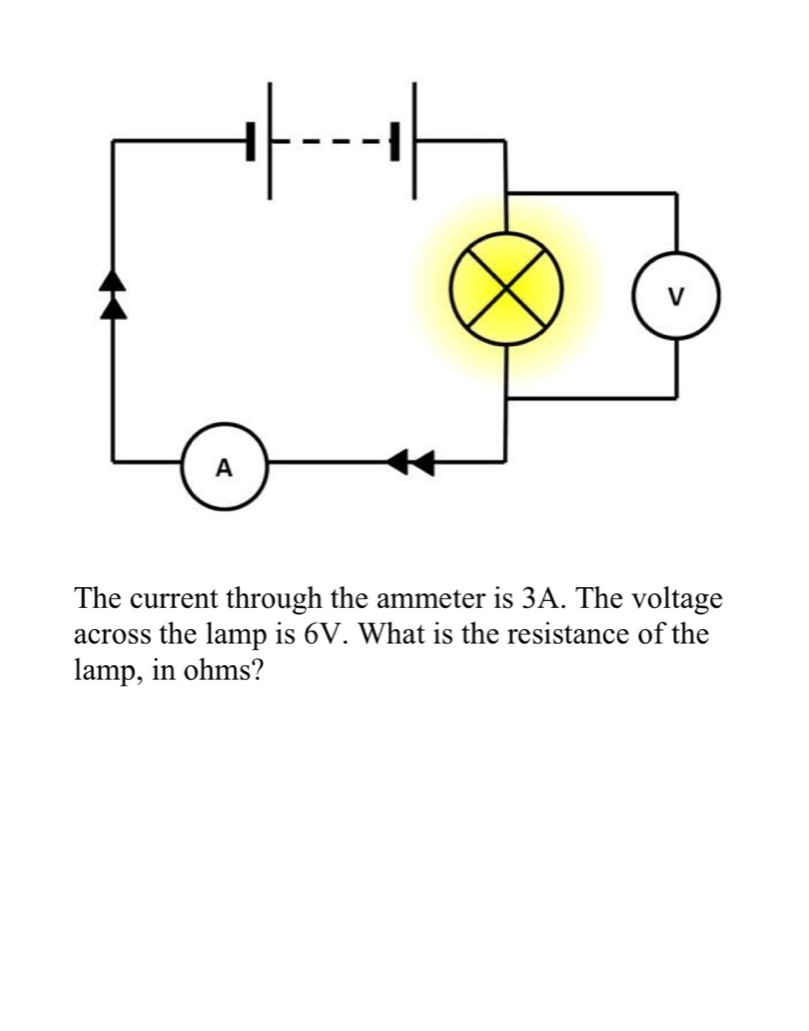 V
A
The current through the ammeter is 3A. The voltage
across the lamp is 6V. What is the resistance of the
lamp, in ohms?